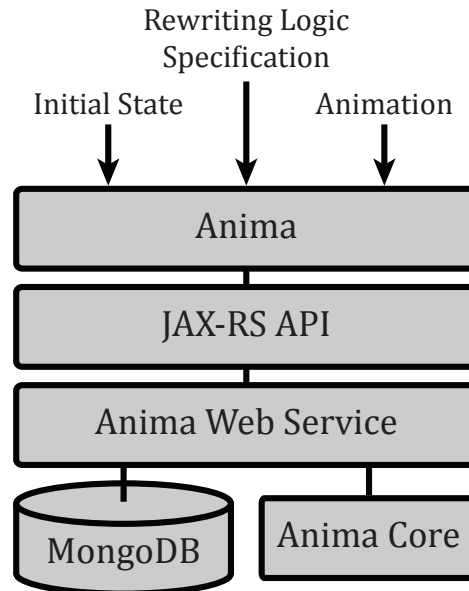 Rewriting Logic
Specification
Initial State
Animation
Anima
JAX-RS API
Anima Web Service
MongoDB
Anima Core